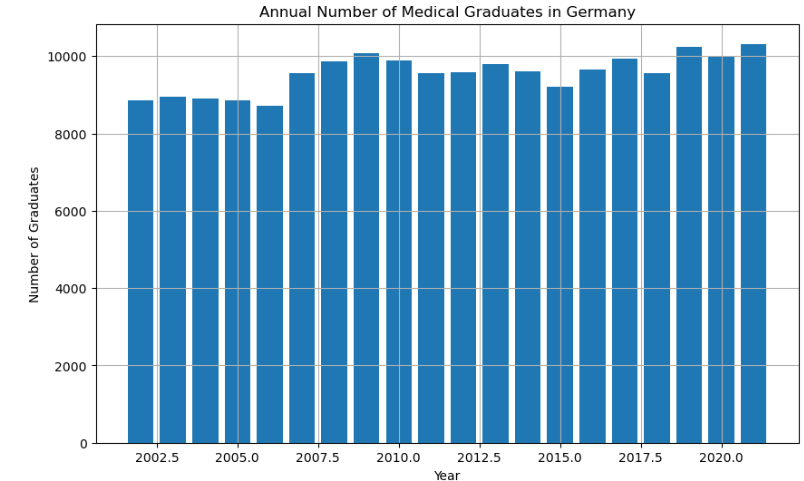 Annual Number of Medical Graduates in Germany
10000
8000
6000
4000
2000
0
Number of Graduates
2002.5 2005.0 2007.5 2010.0 2012.5 2015.0 2017.5 2020.0
Year